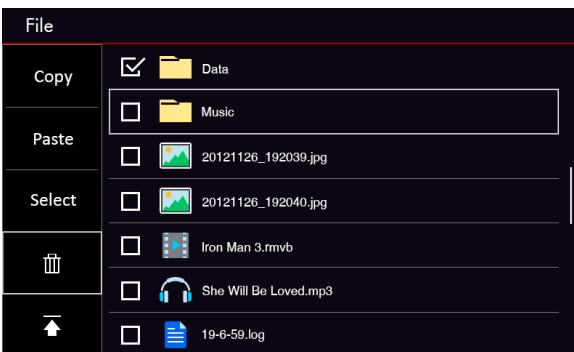 File
Copy
Paste
Select
Data
Music
20121126_192039.jpg
20121126_192040.jpg
Iron Man 3.rmvb
She Will Be Loved.mp3
19-6-59.log